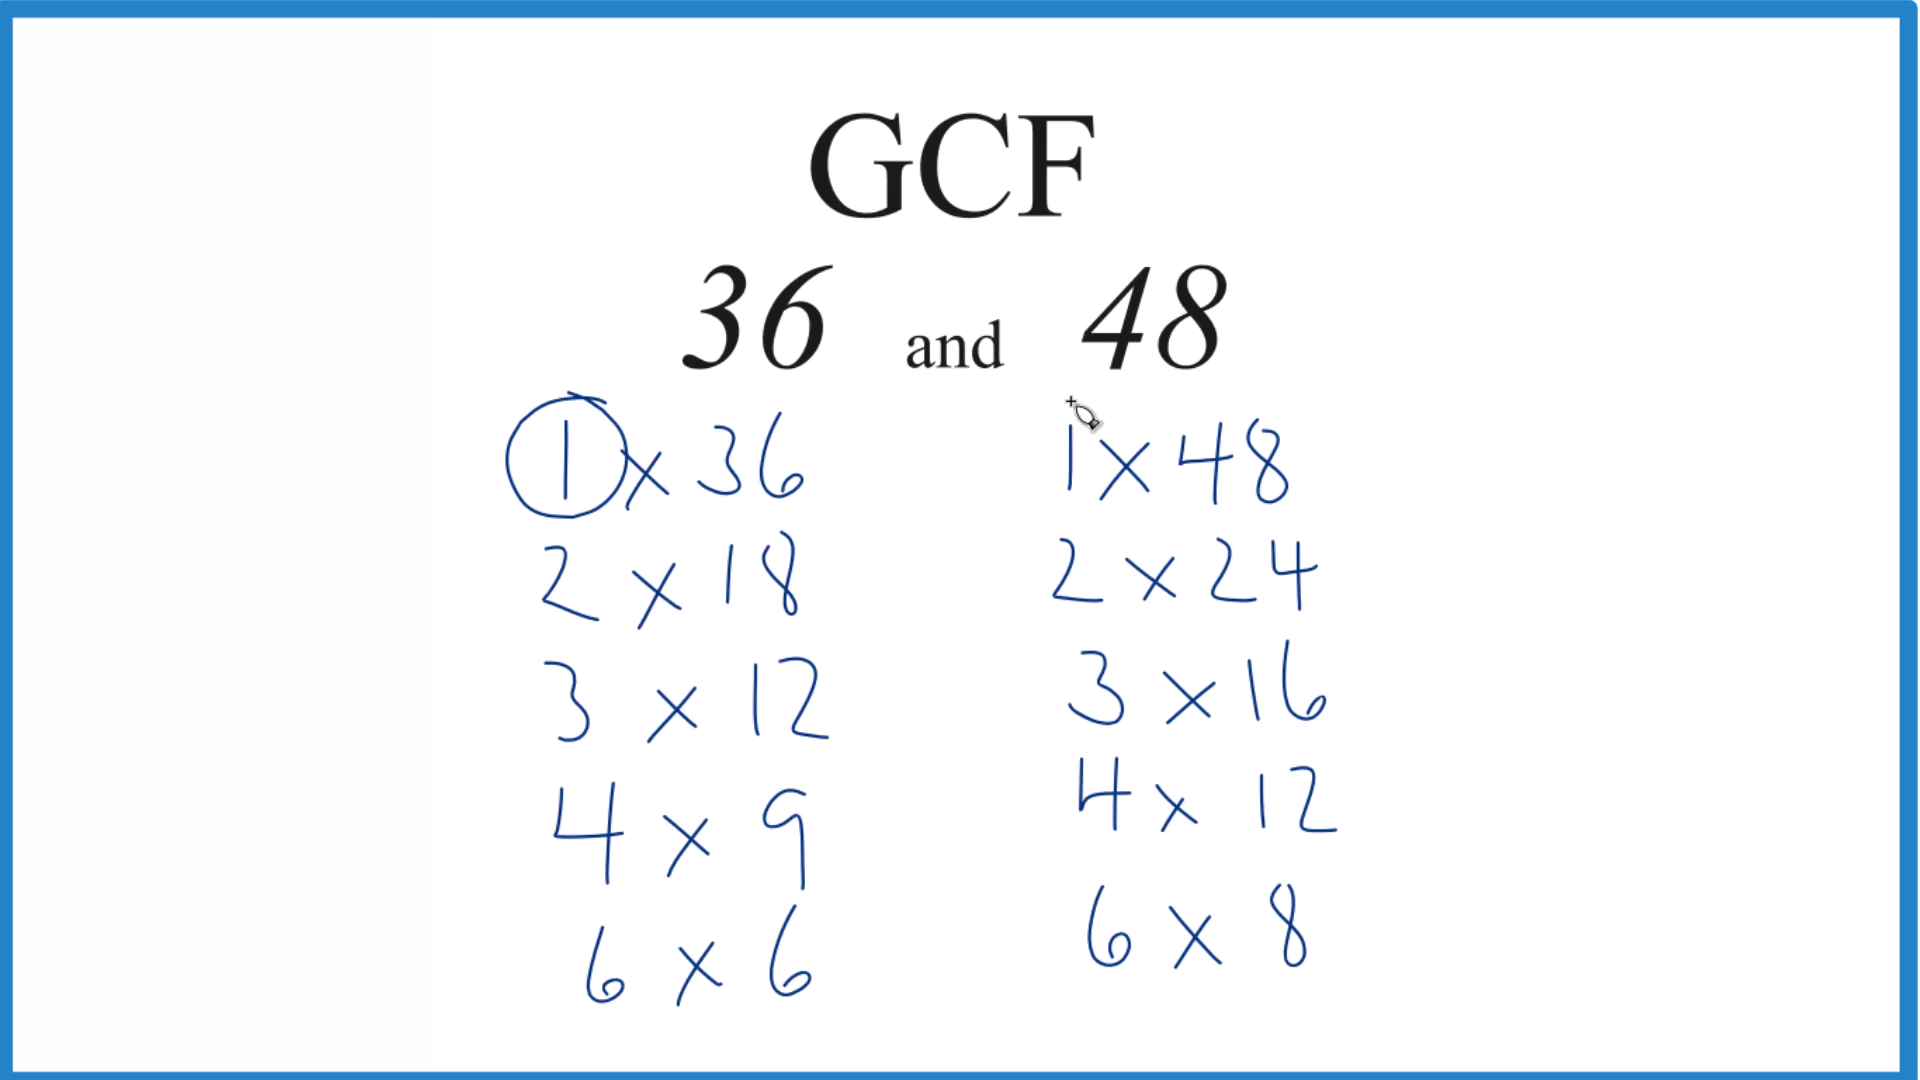 GCF
36 and 48
1 x 36 1 x 48
2 x 18 2 x 24
3 x 12 3 x 16
4 x 9 4 x 12
6 x 6 6 x 8